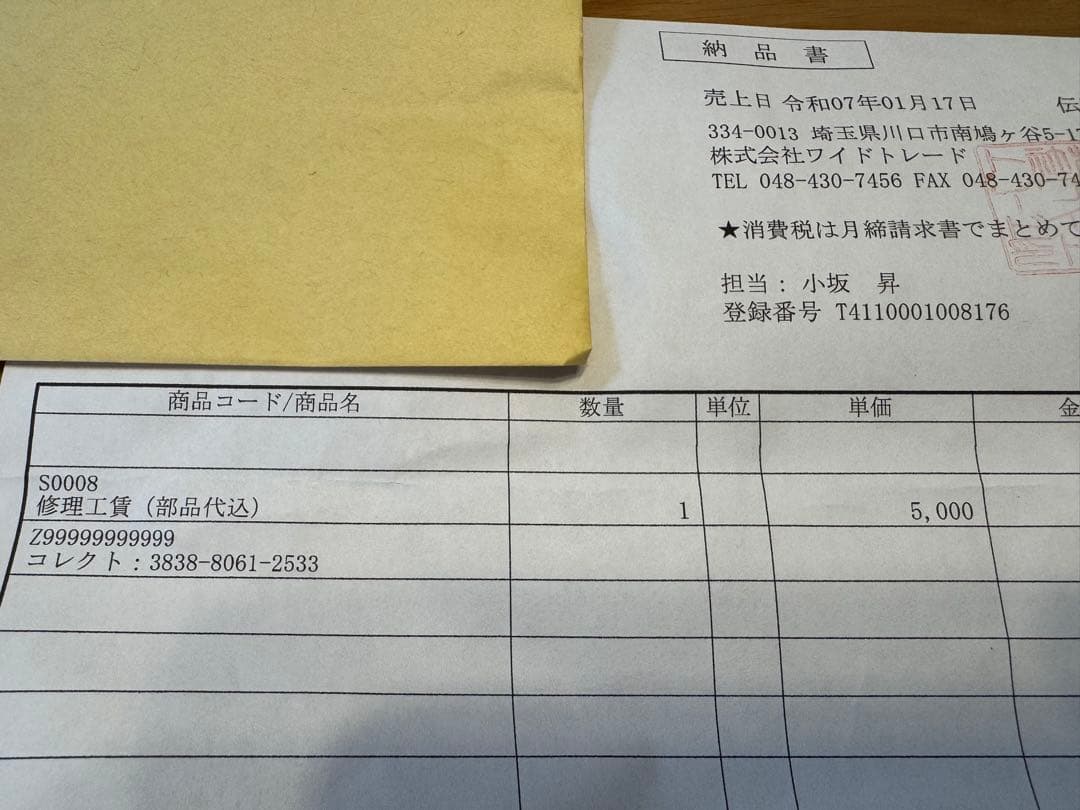 納品書
売上日 令和07年01月17日 伝
334-0013 埼玉県川口市南鳩ヶ谷5-17
株式会社ワイドトレード
TEL 048-430-7456 FAX 048-430-74
★消費税は月締請求書でまとめて
担当: 小坂 昇
登録番号 T4110001008176
商品コード/商品名 数量 単位 単価 金
S0008
修理工賃(部品代込) 1 5,000
Z99999999999
コレクト:3838-8061-2533